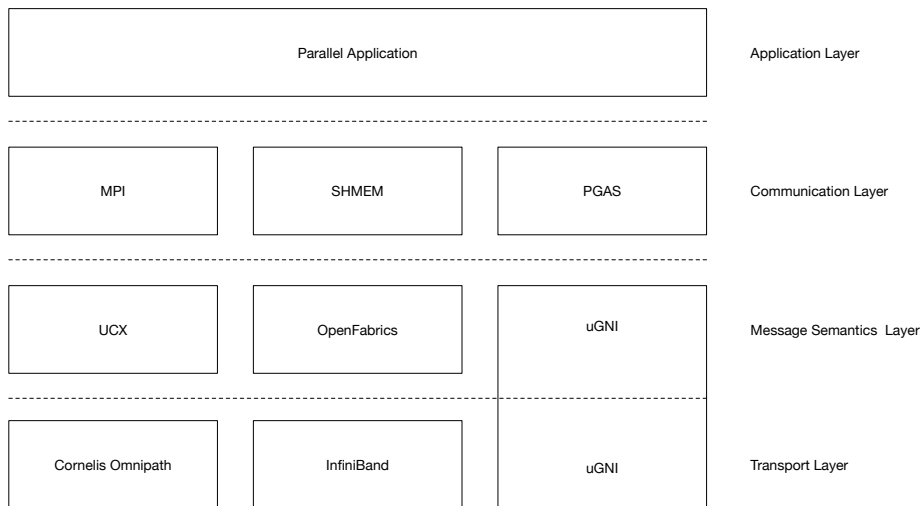 Parallel Application
Application Layer
MPI
SHMEM
PGAS
Communication Layer
UCX
OpenFabrics
uGNI
Message Semantics  Layer
Cornelis Omnipath
InfiniBand
uGNI
Transport Layer